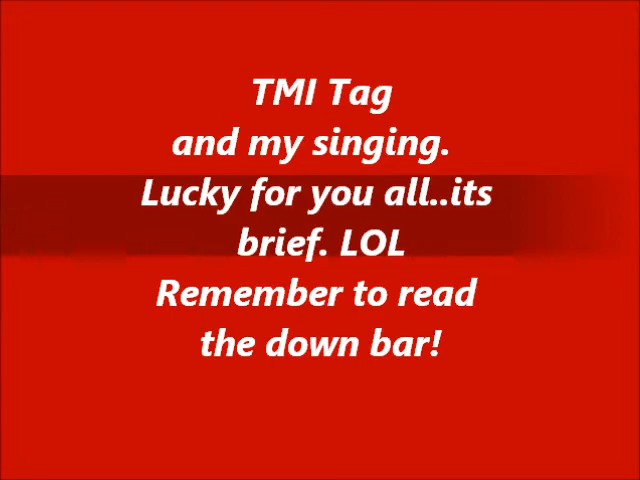 TMI Tag
and my singing.
Lucky for you all..its
brief. LOL
Remember to read
the down bar!